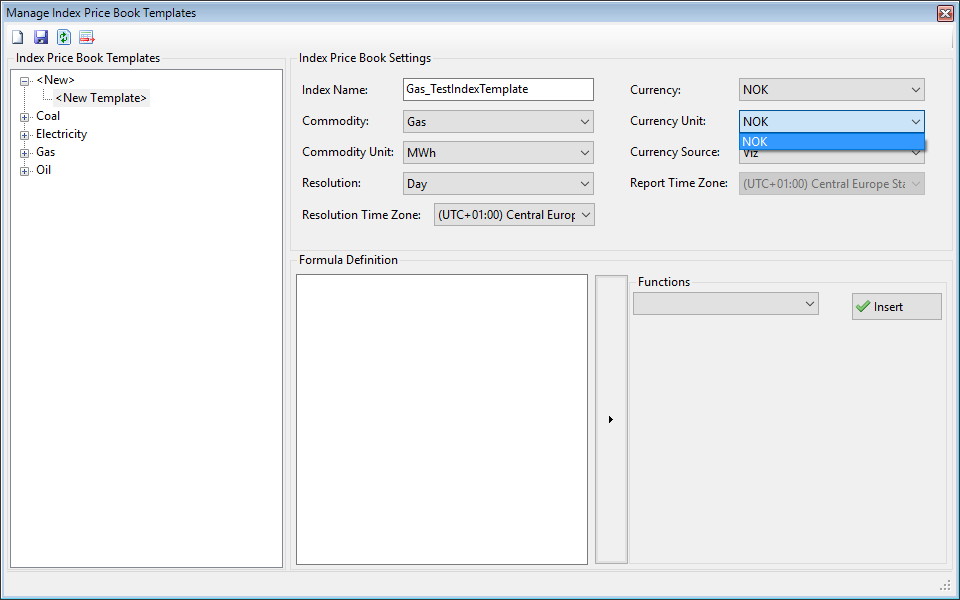 Manage Index Price Book Templates
Index Price Book Templates
<New>
<New Template>
Coal
Electricity
Gas
Oil
Index Price Book Settings
Index Name: Gas_TestIndexTemplate
Commodity: Gas
Commodity Unit: MWh
Resolution: Day
Resolution Time Zone: (UTC+01:00) Central Europ
Currency: NOK
Currency Unit: NOK
NOK
Currency Source: Viz
Report Time Zone: (UTC+01:00) Central Europe Sta
Formula Definition
Functions
Insert